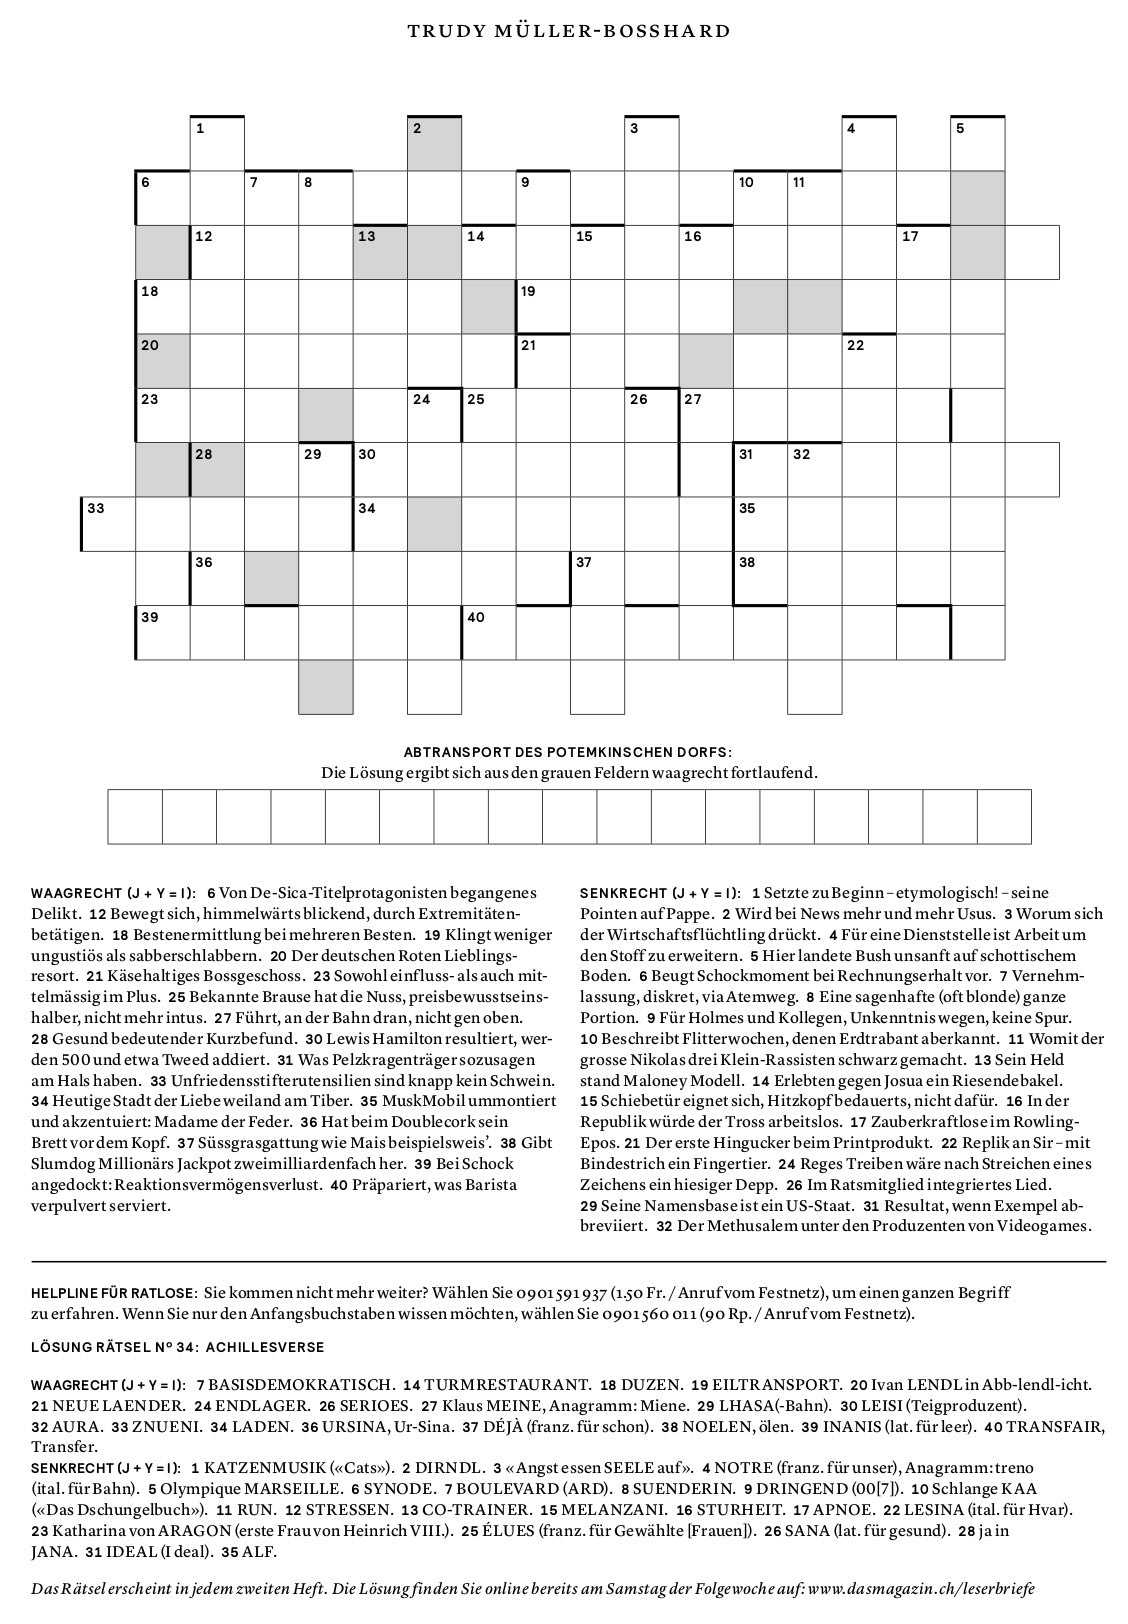 TRUDY MÜLLER-BOSSHARD
1 2 3 4 5
6 7 8 9 10 11
12 13 14 15 16 17
18 19
20 21 22
23 24 25 26 27
28 29 30 31 32
33 34 35
36 37 38
39 40
ABTRANSPORT DES POTEMKINSCHEN DORFS:
Die Lösung ergibt sich aus den grauen Feldern waagrecht fortlaufend.
WAAGRECHT (J + Y = I): 6 Von De-Sica-Titelprotagonisten begangenes
Delikt. 12 Bewegt sich, himmelwärts blickend, durch Extremitäten-
betätigen. 18 Bestenermittlung bei mehreren Besten. 19 Klingt weniger
ungustiös als sabberschlabbern. 20 Der deutschen Roten Lieblings-
resort. 21 Käsehaltiges Bossgeschoss. 23 Sowohl einfluss- als auch mit-
telmässig im Plus. 25 Bekannte Brause hat die Nuss, preisbewusstseins-
halber, nicht mehr intus. 27 Führt, an der Bahn dran, nicht gen oben.
28 Gesund bedeutender Kurzbefund. 30 Lewis Hamilton resultiert, wer-
den 500 und etwa Tweed addiert. 31 Was Pelzkragenträger sozusagen
am Hals haben. 33 Unfriedensstifterutensilien sind knapp kein Schwein.
34 Heutige Stadt der Liebe weiland am Tiber. 35 MuskMobil ummontiert
und akzentuiert: Madame der Feder. 36 Hat beim Doublecork sein
Brett vor dem Kopf. 37 Süssgrasgattung wie Mais beispielsweis’. 38 Gibt
Slumdog Millionärs Jackpot zweimilliardenfach her. 39 Bei Schock
angedockt: Reaktionsvermögensverlust. 40 Präpariert, was Barista
verpulvert serviert.
SENKRECHT (J + Y = I): 1 Setzte zu Beginn – etymologisch! – seine
Pointen auf Pappe. 2 Wird bei News mehr und mehr Usus. 3 Worum sich
der Wirtschaftsflüchtling drückt. 4 Für eine Dienststelle ist Arbeit um
den Stoff zu erweitern. 5 Hier landete Bush unsanft auf schottischem
Boden. 6 Beugt Schockmoment bei Rechnungserhalt vor. 7 Vernehm-
lassung, diskret, via Atemweg. 8 Eine sagenhafte (oft blonde) ganze
Portion. 9 Für Holmes und Kollegen, Unkenntnis wegen, keine Spur.
10 Beschreibt Flitterwochen, denen Erdtrabant aberkannt. 11 Womit der
grosse Nikolas drei Klein-Rassisten schwarz gemacht. 13 Sein Held
stand Maloney Modell. 14 Erlebten gegen Josua ein Riesendebakel.
15 Schiebetür eignet sich, Hitzkopf bedauerts, nicht dafür. 16 In der
Republik würde der Tross arbeitslos. 17 Zauberkraftlose im Rowling-
Epos. 21 Der erste Hingucker beim Printprodukt. 22 Replik an Sir – mit
Bindestrich ein Fingertier. 24 Reges Treiben wäre nach Streichen eines
Zeichens ein hiesiger Depp. 26 Im Ratsmitglied integriertes Lied.
29 Seine Namensbase ist ein US-Staat. 31 Resultat, wenn Exempel ab-
breviiert. 32 Der Methusalem unter den Produzenten von Videogames.
HELPLINE FÜR RATLOSE: Sie kommen nicht mehr weiter? Wählen Sie 0901 591 937 (1.50 Fr. / Anruf vom Festnetz), um einen ganzen Begriff
zu erfahren. Wenn Sie nur den Anfangsbuchstaben wissen möchten, wählen Sie 0901 560 011 (90 Rp. / Anruf vom Festnetz).
LÖSUNG RÄTSEL Nº 34: ACHILLESVERSE
WAAGRECHT (J + Y = I): 7 BASISDEMOKRATISCH. 14 TURMRESTAURANT. 18 DUZEN. 19 EILTRANSPORT. 20 Ivan LENDL in Abb-lendl-icht.
21 NEUE LAENDER. 24 ENDLAGER. 26 SERIOES. 27 Klaus MEINE, Anagramm: Miene. 29 LHASA(-Bahn). 30 LEISI (Teigproduzent).
32 AURA. 33 ZNUENI. 34 LADEN. 36 URSINA, Ur-Sina. 37 DÉJÀ (franz. für schon). 38 NOELEN, ölen. 39 INANIS (lat. für leer). 40 TRANSFAIR,
Transfer.
SENKRECHT (J + Y = I): 1 KATZENMUSIK («Cats»). 2 DIRNDL. 3 «Angst essen SEELE auf». 4 NOTRE (franz. für unser), Anagramm: treno
(ital. für Bahn). 5 Olympique MARSEILLE. 6 SYNODE. 7 BOULEVARD (ARD). 8 SUENDERIN. 9 DRINGEND (00[7]). 10 Schlange KAA
(«Das Dschungelbuch»). 11 RUN. 12 STRESSEN. 13 CO-TRAINER. 15 MELANZANI. 16 STURHEIT. 17 APNOE. 22 LESINA (ital. für Hvar).
23 Katharina von ARAGON (erste Frau von Heinrich VIII.). 25 ÉLUES (franz. für Gewählte [Frauen]). 26 SANA (lat. für gesund). 28 ja in
JANA. 31 IDEAL (I deal). 35 ALF.
Das Rätsel erscheint in jedem zweiten Heft. Die Lösung finden Sie online bereits am Samstag der Folgewoche auf: www.dasmagazin.ch/leserbriefe